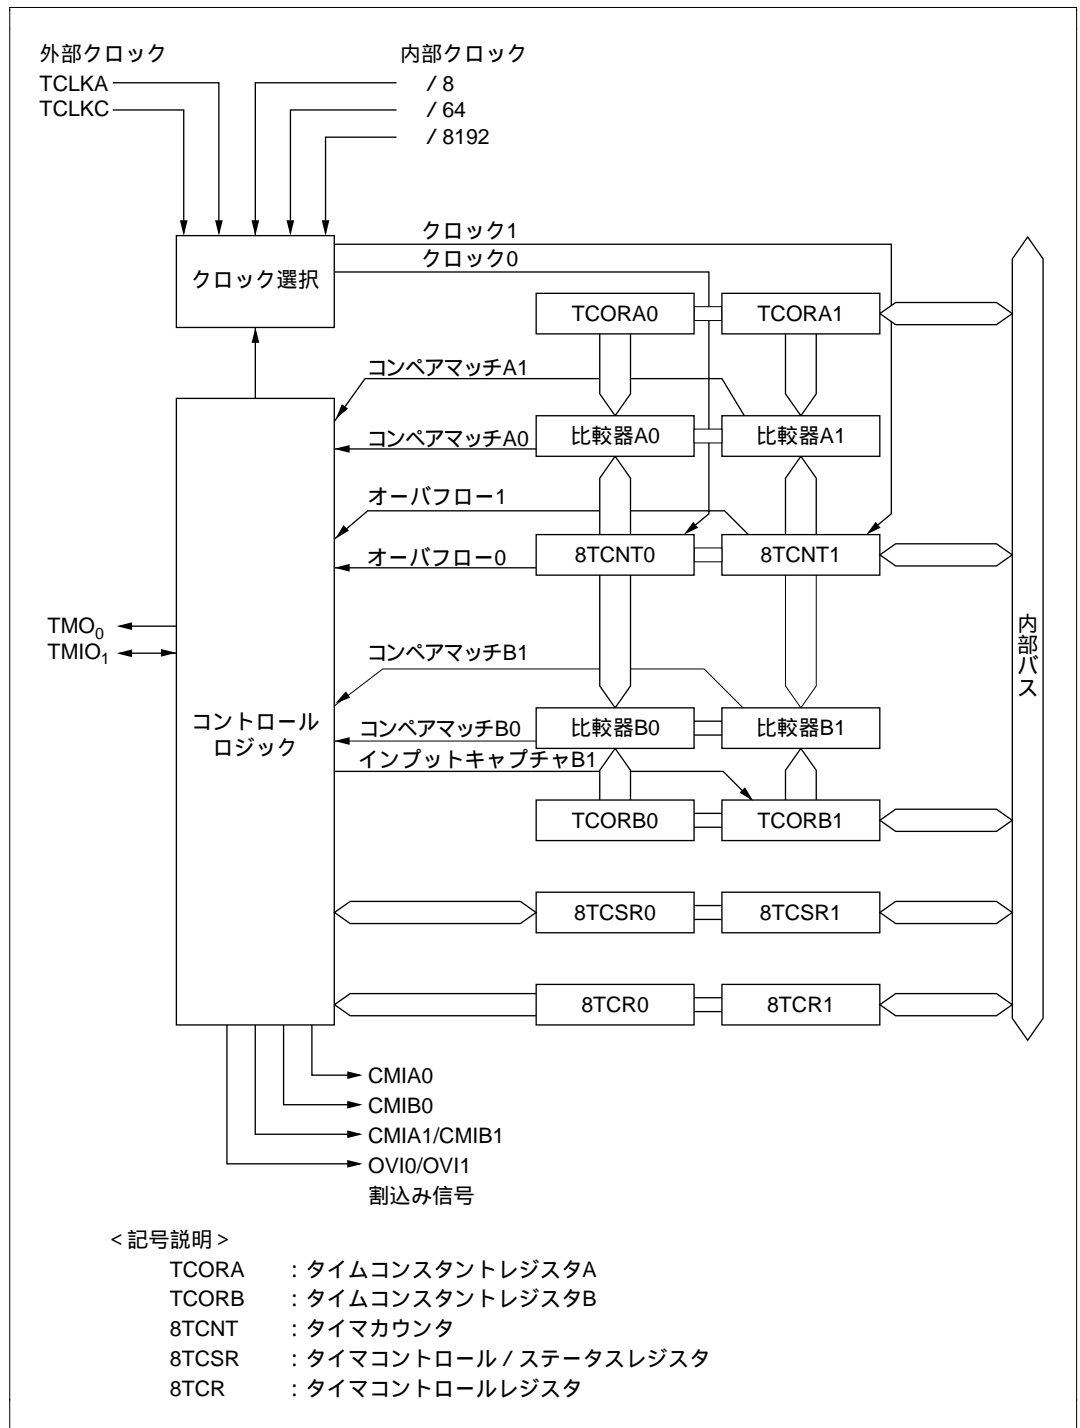 外部クロック
内部クロック
TCLKA
TCLKC
/ 8
/ 64
/ 8192
クロック1
クロック0
クロック選択
TCORA0
TCORA1
コンペアマッチA1
コンペアマッチA0
比較器A0
比較器A1
オーバフロー1
オーバフロー0
8TCNT0
8TCNT1
TMO0
TMIO1
内部バス
コンペアマッチB1
コントロール
ロジック
コンペアマッチB0
比較器B0
比較器B1
インプットキャプチャB1
TCORB0
TCORB1
8TCSR0
8TCSR1
8TCR0
8TCR1
CMIA0
CMIB0
CMIA1/CMIB1
OVI0/OVI1
割込み信号
<記号説明>
TCORA :タイムコンスタントレジスタA
TCORB :タイムコンスタントレジスタB
8TCNT :タイマカウンタ
8TCSR :タイマコントロール / ステータスレジスタ
8TCR :タイマコントロールレジスタ